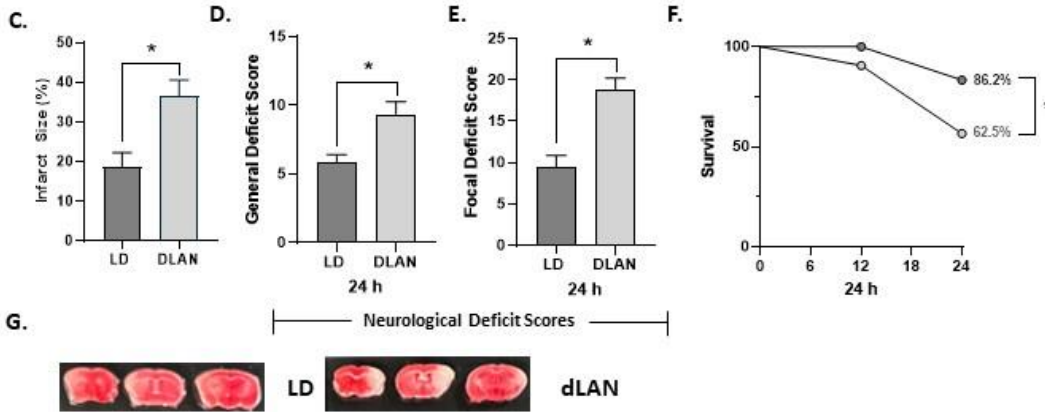 C.
Infarct Size (%)
50
40
30
20
10
0
*
LD DLAN
D.
General Deficit Score
15
10
5
0
*
LD DLAN
24 h
E.
Focal Deficit Score
25
20
15
10
5
0
*
LD DLAN
24 h
F.
Survival
100
50
0
86.2%
62.5%
0 6 12 18 24
24 h
Neurological Deficit Scores
G.
LD
dLAN